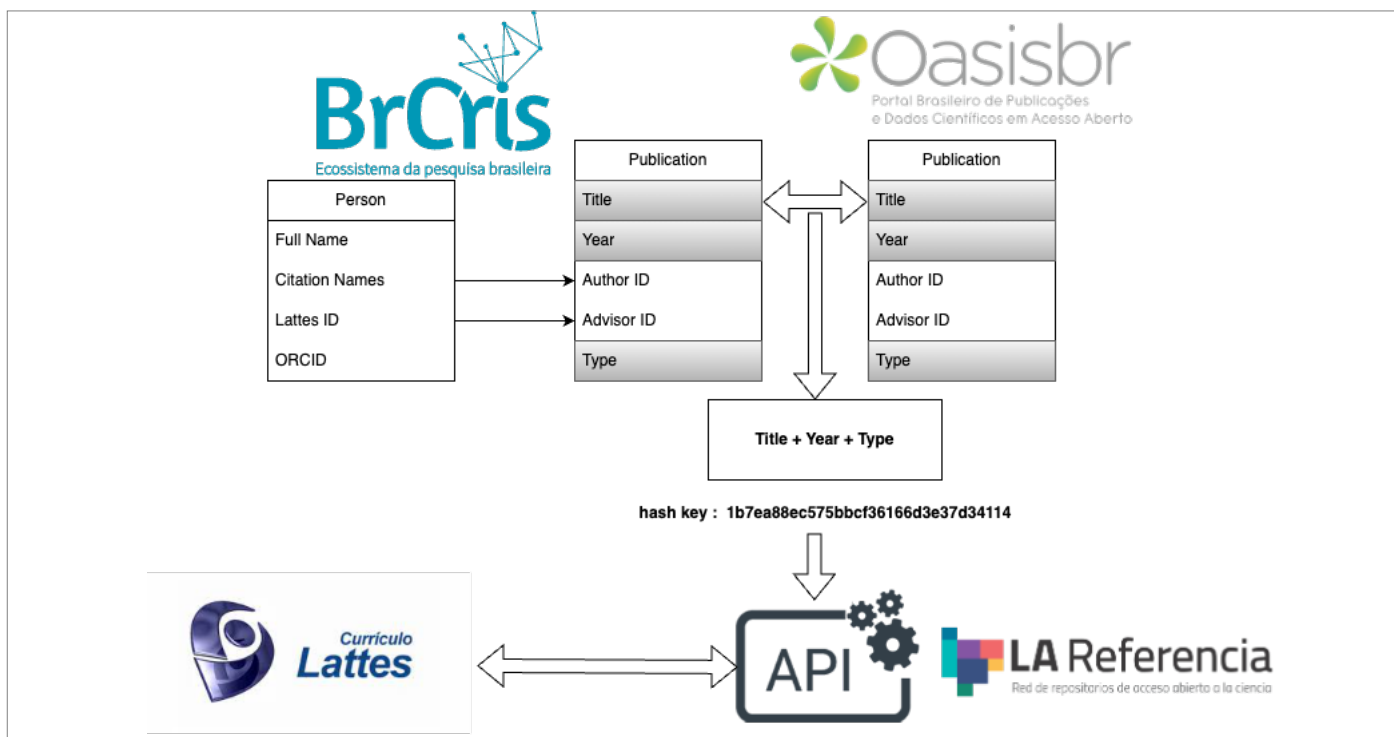 BrCris
Ecossistema da pesquisa brasileira
Oasisbr
Portal Brasileiro de Publicações
e Dados Científicos em Acesso Aberto
Person
Full Name
Citation Names
Lattes ID
ORCID
Publication
Title
Year
Author ID
Advisor ID
Type
Publication
Title
Year
Author ID
Advisor ID
Type
Title + Year + Type
hash key : 1b7ea88ec575bbcf36166d3e37d34114
Currículo
Lattes
API
LA Referencia
Red de repositorios de acceso abierto a la ciencia